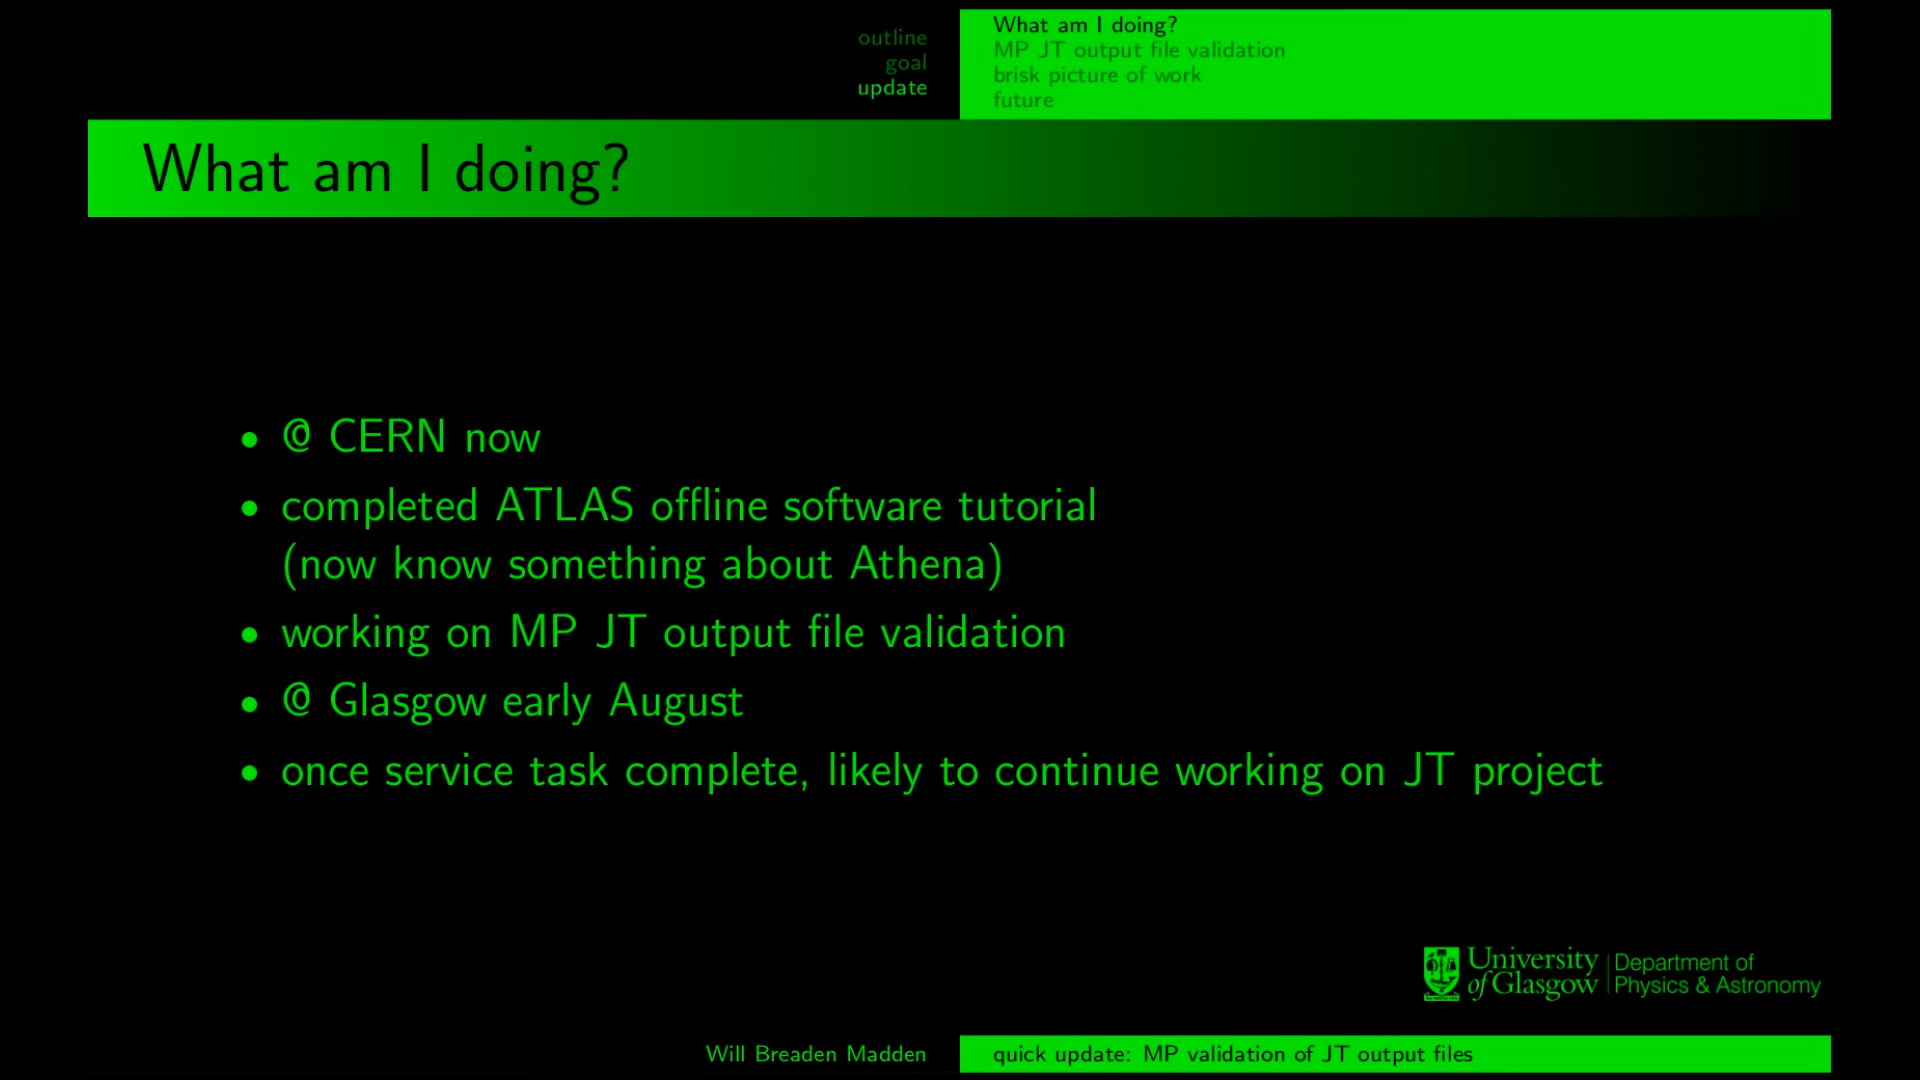 outline
goal
update
What am I doing?
MP JT output file validation
brisk picture of work
future
What am I doing?
• @ CERN now
• completed ATLAS offline software tutorial
(now know something about Athena)
• working on MP JT output file validation
• @ Glasgow early August
• once service task complete, likely to continue working on JT project
University
of Glasgow
Department of
Physics & Astronomy
Will Breaden Madden
quick update: MP validation of JT output files